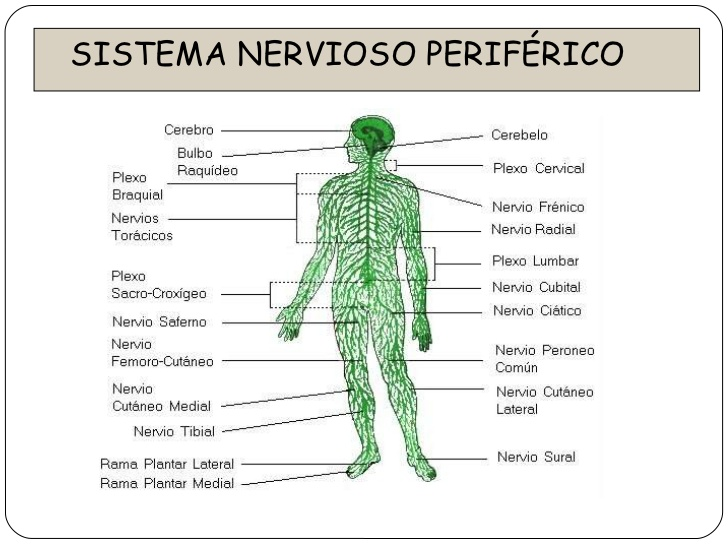 SISTEMA NERVIOSO PERIFÉRICO
Cerebro
Bulbo
Raquídeo
Plexo
Braquial
Nervios
Torácicos
Plexo
Sacro-Croxígeo
Nervio Saferno
Nervio
Femoro-Cutáneo
Nervio
Cutáneo Medial
Nervio Tibial
Rama Plantar Lateral
Rama Plantar Medial
Cerebelo
Plexo Cervical
Nervio Frénico
Nervio Radial
Plexo Lumbar
Nervio Cubital
Nervio Ciático
Nervio Peroneo
Común
Nervio Cutáneo
Lateral
Nervio Sural